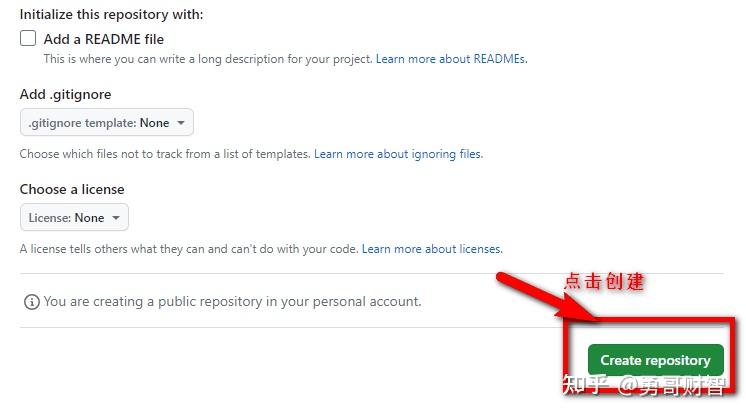 Initialize this repository with:
Add a README file
This is where you can write a long description for your project. Learn more about READMEs.
Add .gitignore
.gitignore template: None
Choose which files not to track from a list of templates. Learn more about ignoring files.
Choose a license
License: None
A license tells others what they can and can't do with your code. Learn more about licenses.
点击创建
You are creating a public repository in your personal account.
Create repository
知乎 @勇哥财智